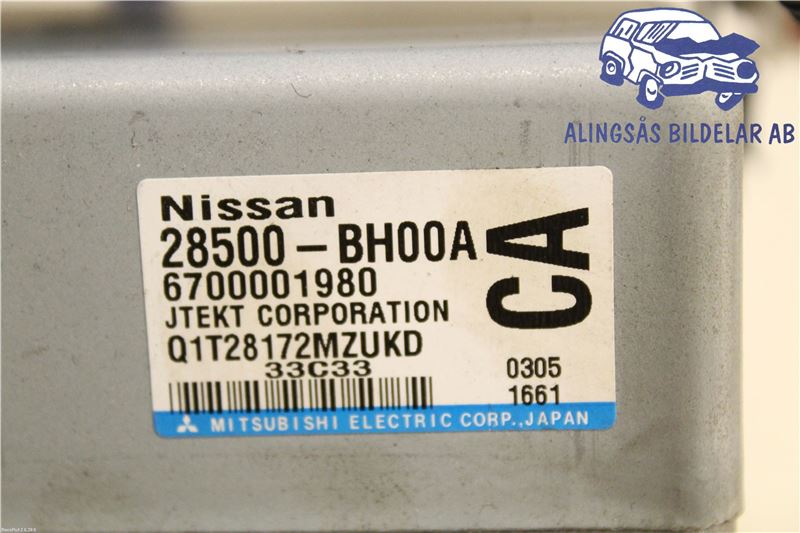 ALINGSÅS BILDELAR AB
Nissan
28500-BH00A
CA
6700001980
JTEKT CORPORATION
Q1T28172MZUKD
33C33
0305
1661
MITSUBISHI ELECTRIC CORP.,JAPAN